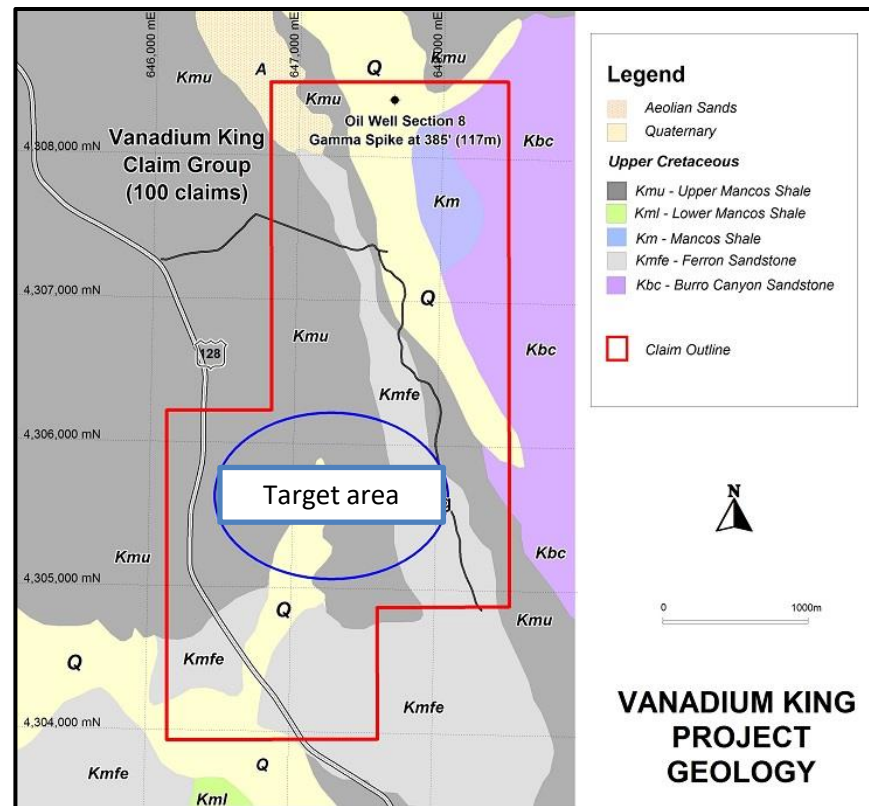 646,000 mE
647,000 mE
Kmu
A
Q
Kmu
Kmu
Oil Well Section 8
Gamma Spike at 385' (117m)
Vanadium King
Claim Group
(100 claims)
4,308,000 mN
Kbc
Km
4,307,000 mN
Q
Kmu
Kbc
128
Kmfe
4,306,000 mN
Target area
g
Kmu
Kbc
4,305,000 mN
Q
Kmu
Q
Kmfe
4,304,000 mN
Kmfe
Kmfe
Q
Kml
Legend
Aeolian Sands
Quaternary
Upper Cretaceous
Kmu - Upper Mancos Shale
Kml - Lower Mancos Shale
Km - Mancos Shale
Kmfe - Ferron Sandstone
Kbc - Burro Canyon Sandstone
Claim Outline
N
0 1000m
VANADIUM KING
PROJECT
GEOLOGY